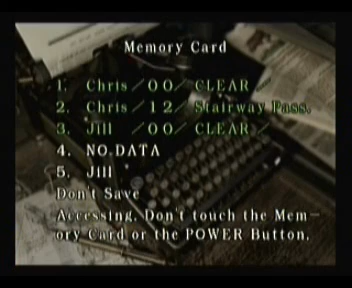 Memory Card
1. Chris ／00／ CLEAR ／
2. Chris ／12／ Stairway Pass.
3. Jill ／00／ CLEAR ／
4. NO DATA
5. Jill
Don't Save
Accessing. Don't touch the Mem－
ory Card or the POWER Button.